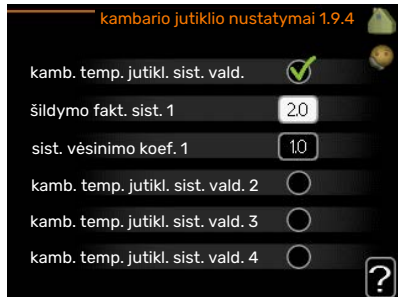 kambario jutiklio nustatymai 1.9.4
kamb. temp. jutikl. sist. vald.
šildymo fakt. sist. 1 2.0
sist. vėsinimo koef. 1 1.0
kamb. temp. jutikl. sist. vald. 2
kamb. temp. jutikl. sist. vald. 3
kamb. temp. jutikl. sist. vald. 4
?